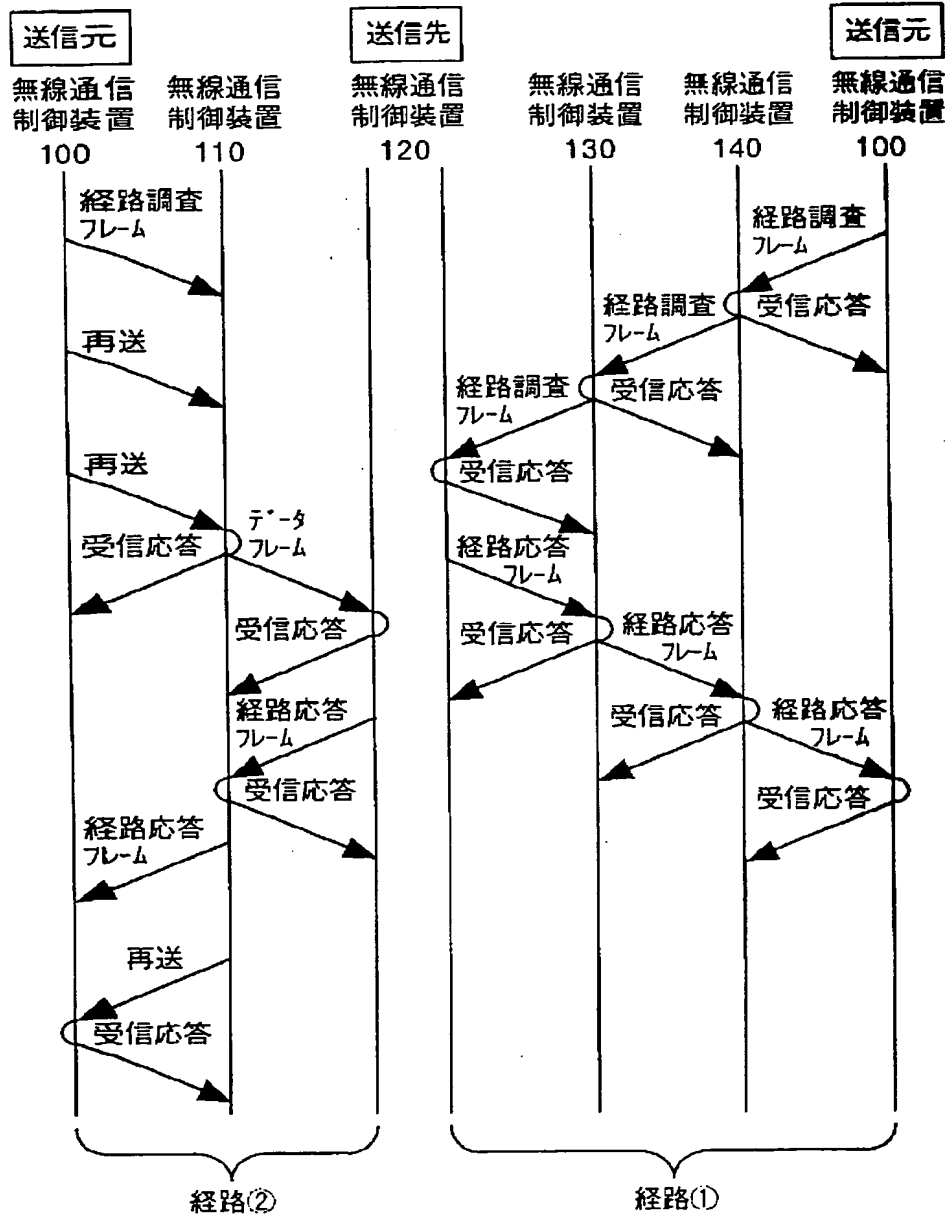 送信元
送信先
送信元
無線通信
制御装置
100
無線通信
制御装置
110
無線通信
制御装置
120
無線通信
制御装置
130
無線通信
制御装置
140
無線通信
制御装置
100
経路調査
フレーム
再送
再送
受信応答
データ
フレーム
受信応答
経路応答
フレーム
受信応答
経路応答
フレーム
再送
受信応答
経路②
経路調査
フレーム
経路調査
フレーム
受信応答
経路調査
フレーム
受信応答
受信応答
経路応答
フレーム
受信応答
経路応答
フレーム
受信応答
経路応答
フレーム
受信応答
経路①